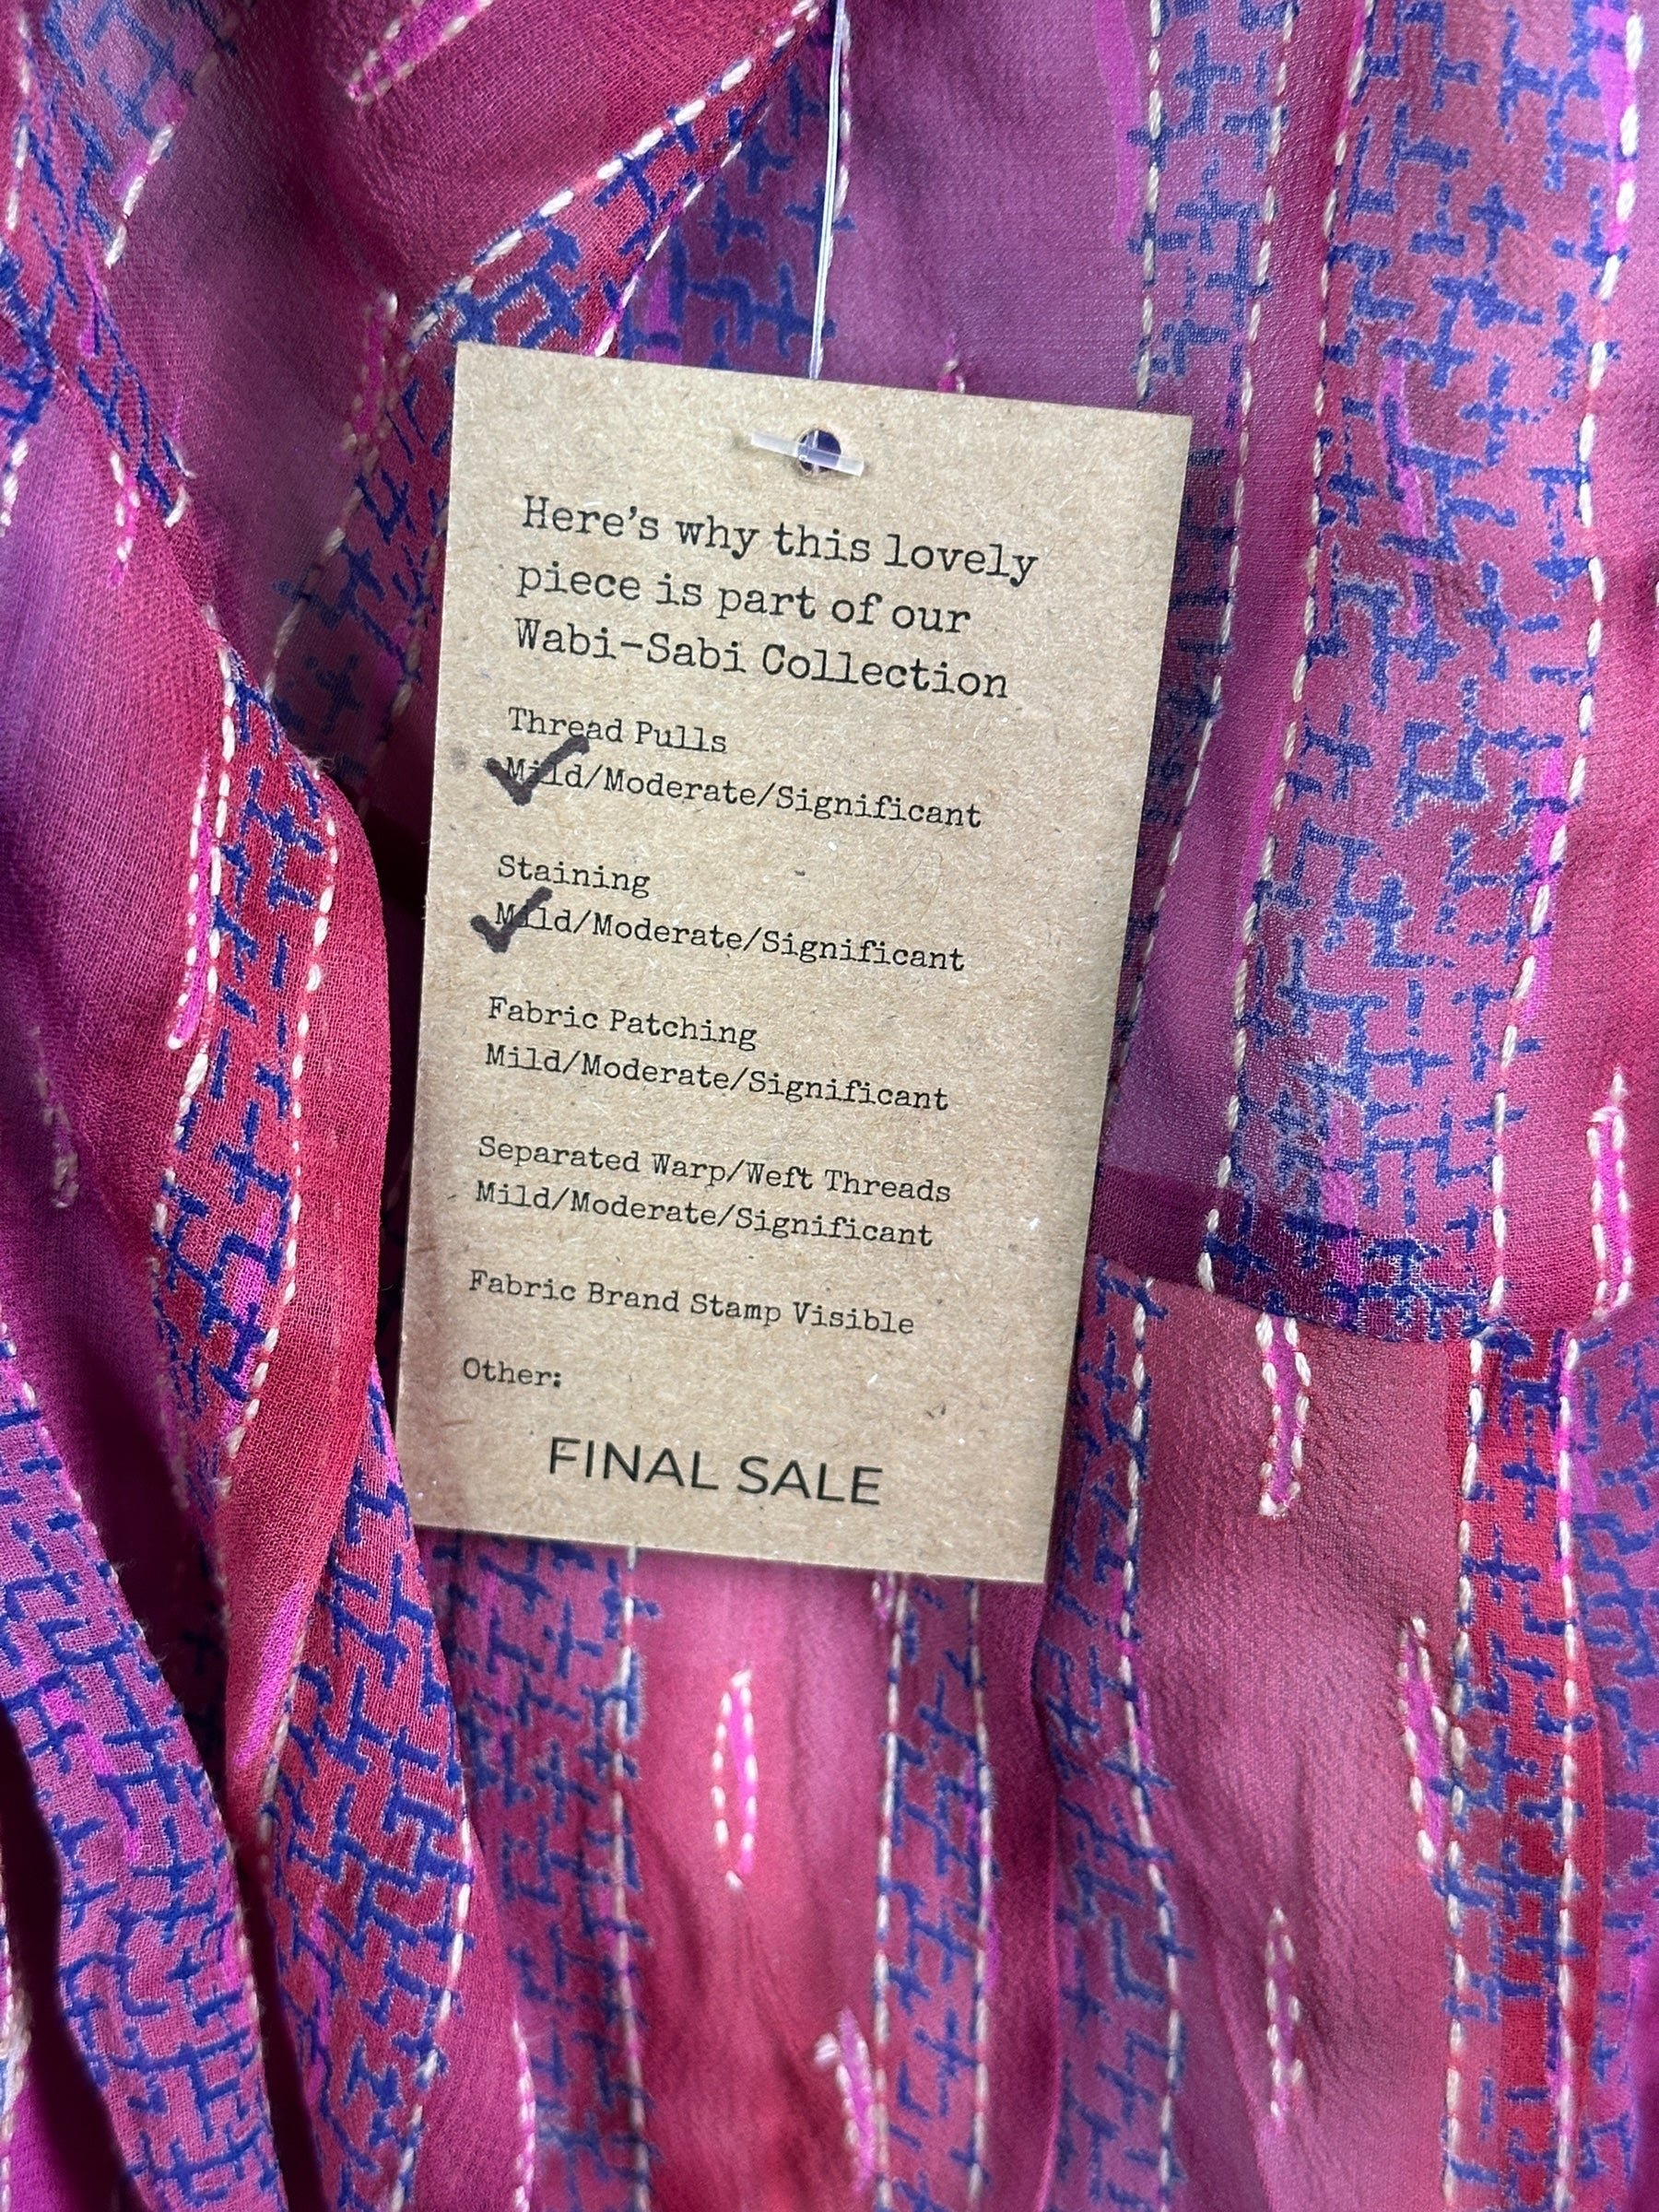 Here's why this lovely
piece is part of our
Wabi-Sabi Collection
Thread Pulls
Mild/Moderate/Significant
Staining
Mild/Moderate/Significant
Fabric Patching
Mild/Moderate/Significant
Separated Warp/Weft Threads
Mild/Moderate/Significant
Fabric Brand Stamp Visible
Other:
FINAL SALE